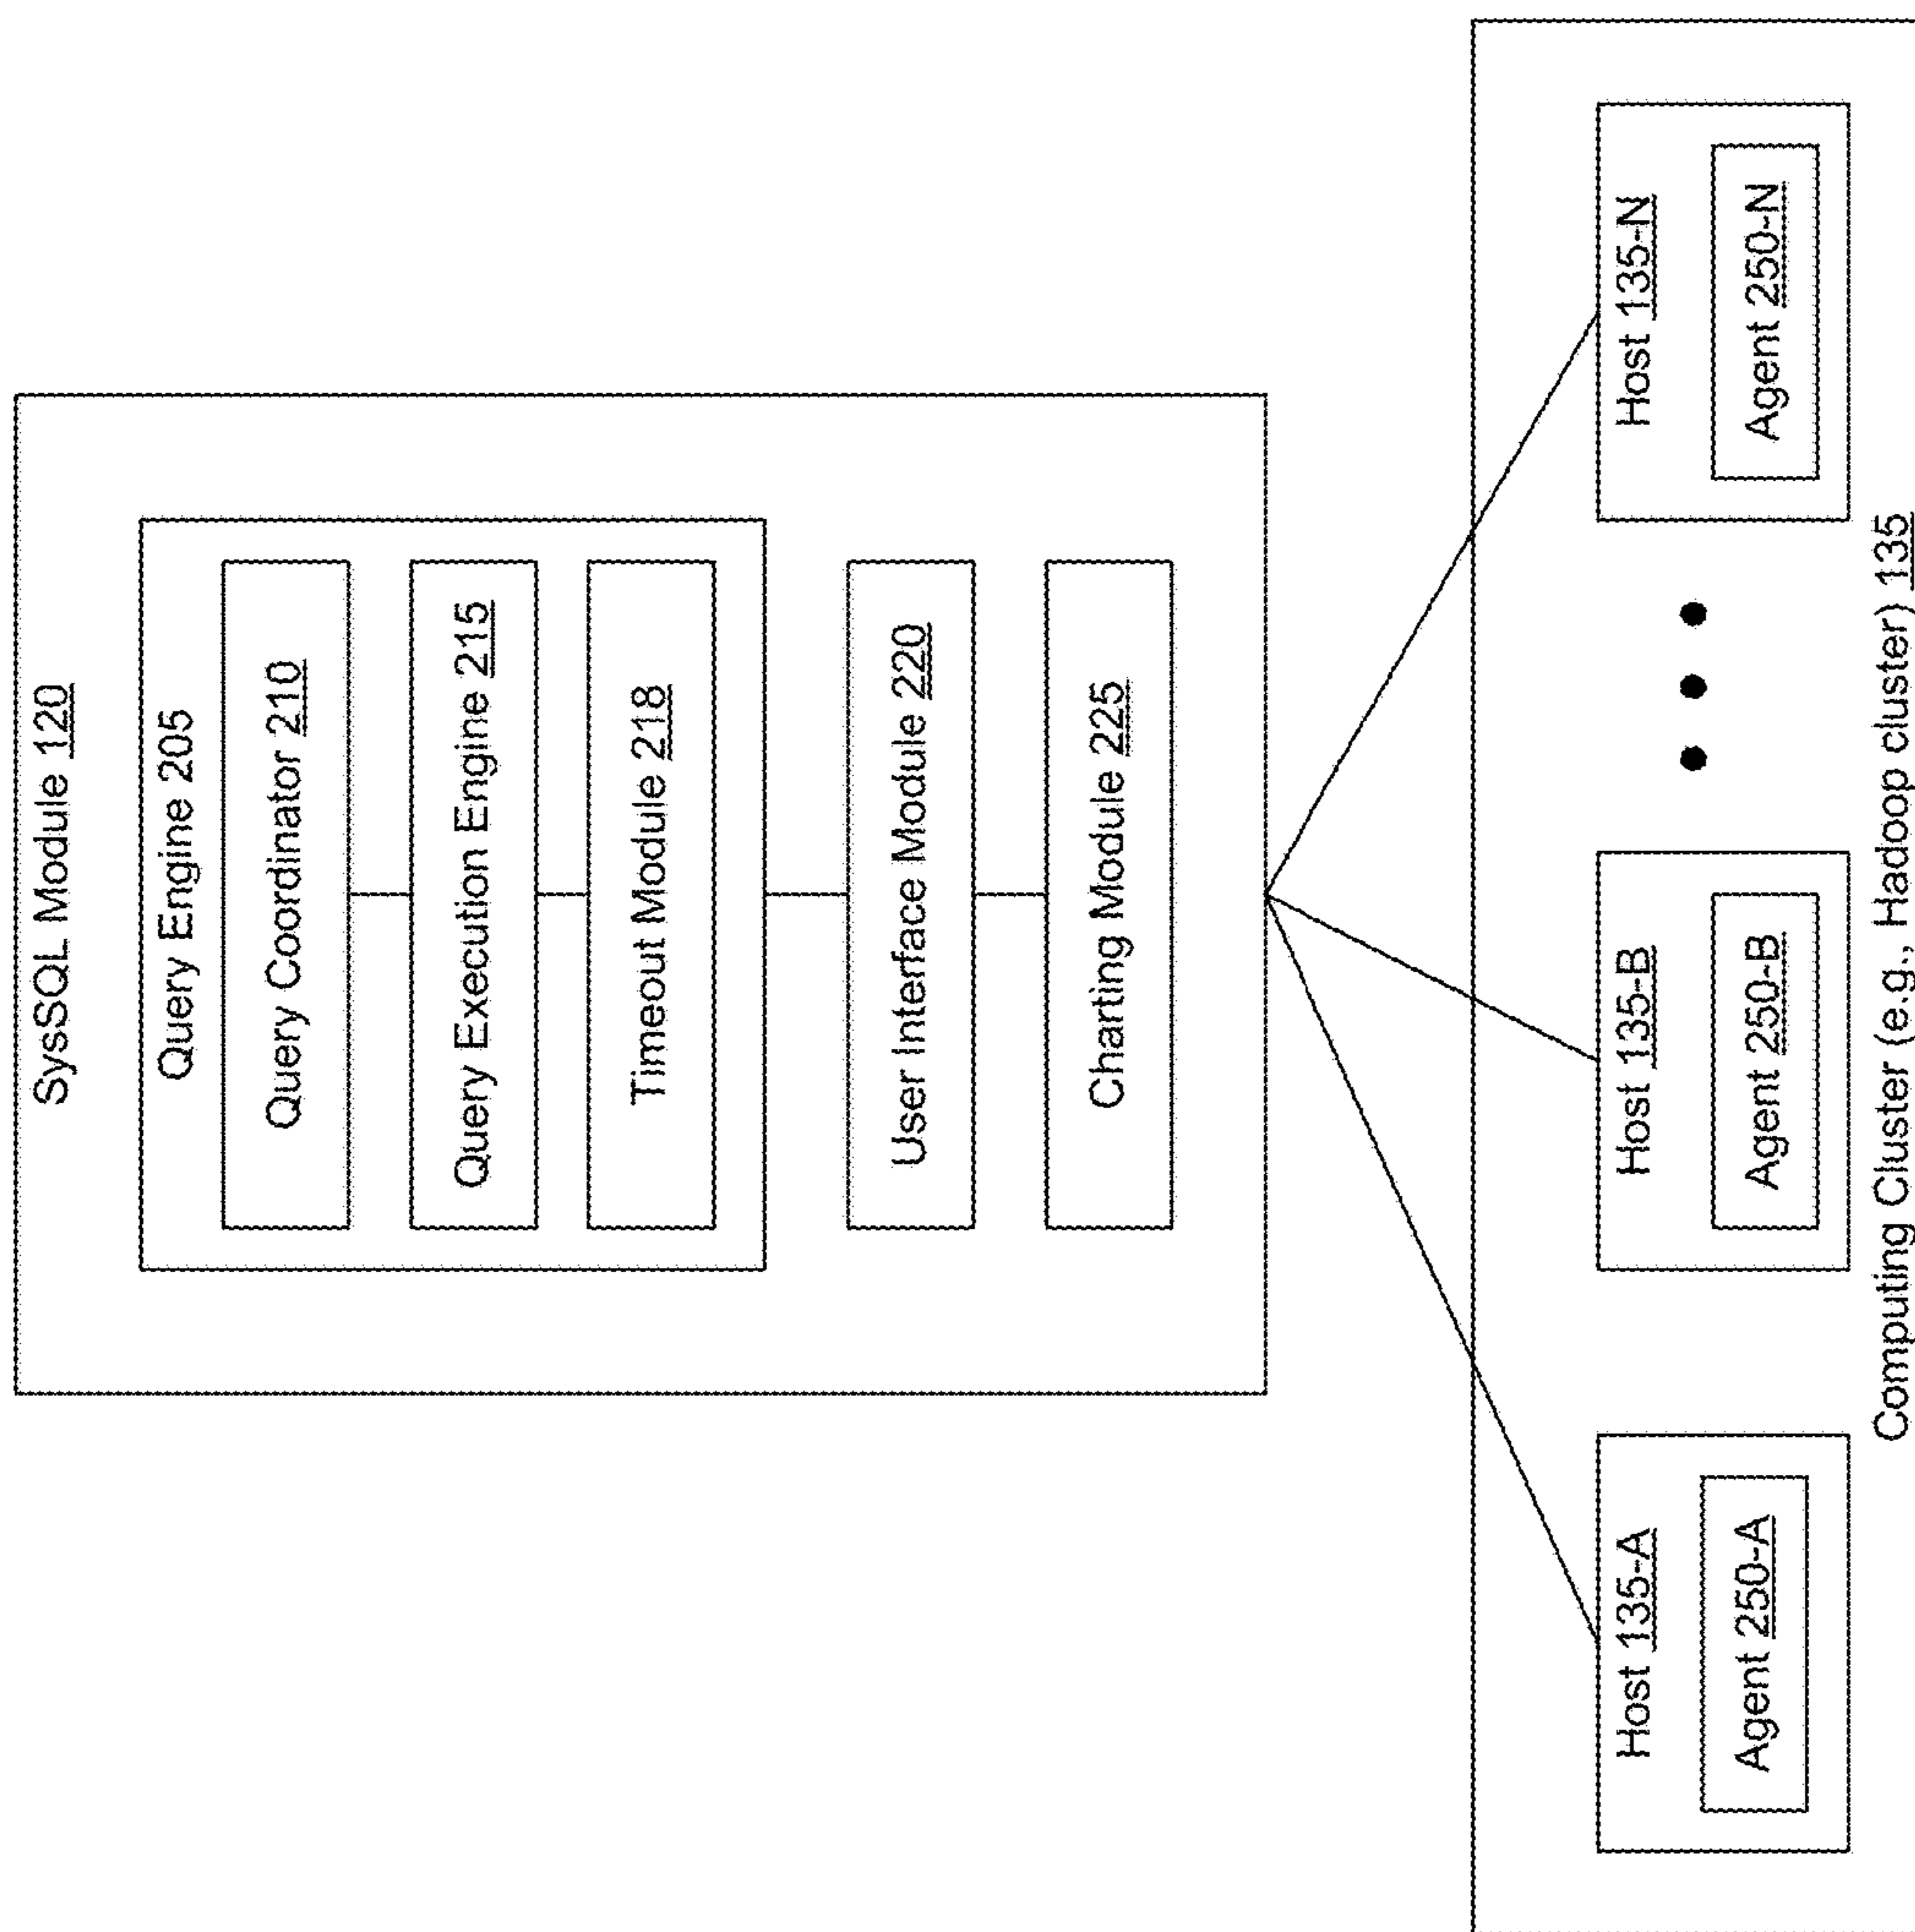 SysSQL Module 120
Query Engine 205
Query Coordinator 210
Query Execution Engine 215
Timeout Module 218
User Interface Module 220
Charting Module 225
Host 135-A
Agent 250-A
Host 135-B
Agent 250-B
Host 135-N
Agent 250-N
Computing Cluster (e.g., Hadoop cluster) 135